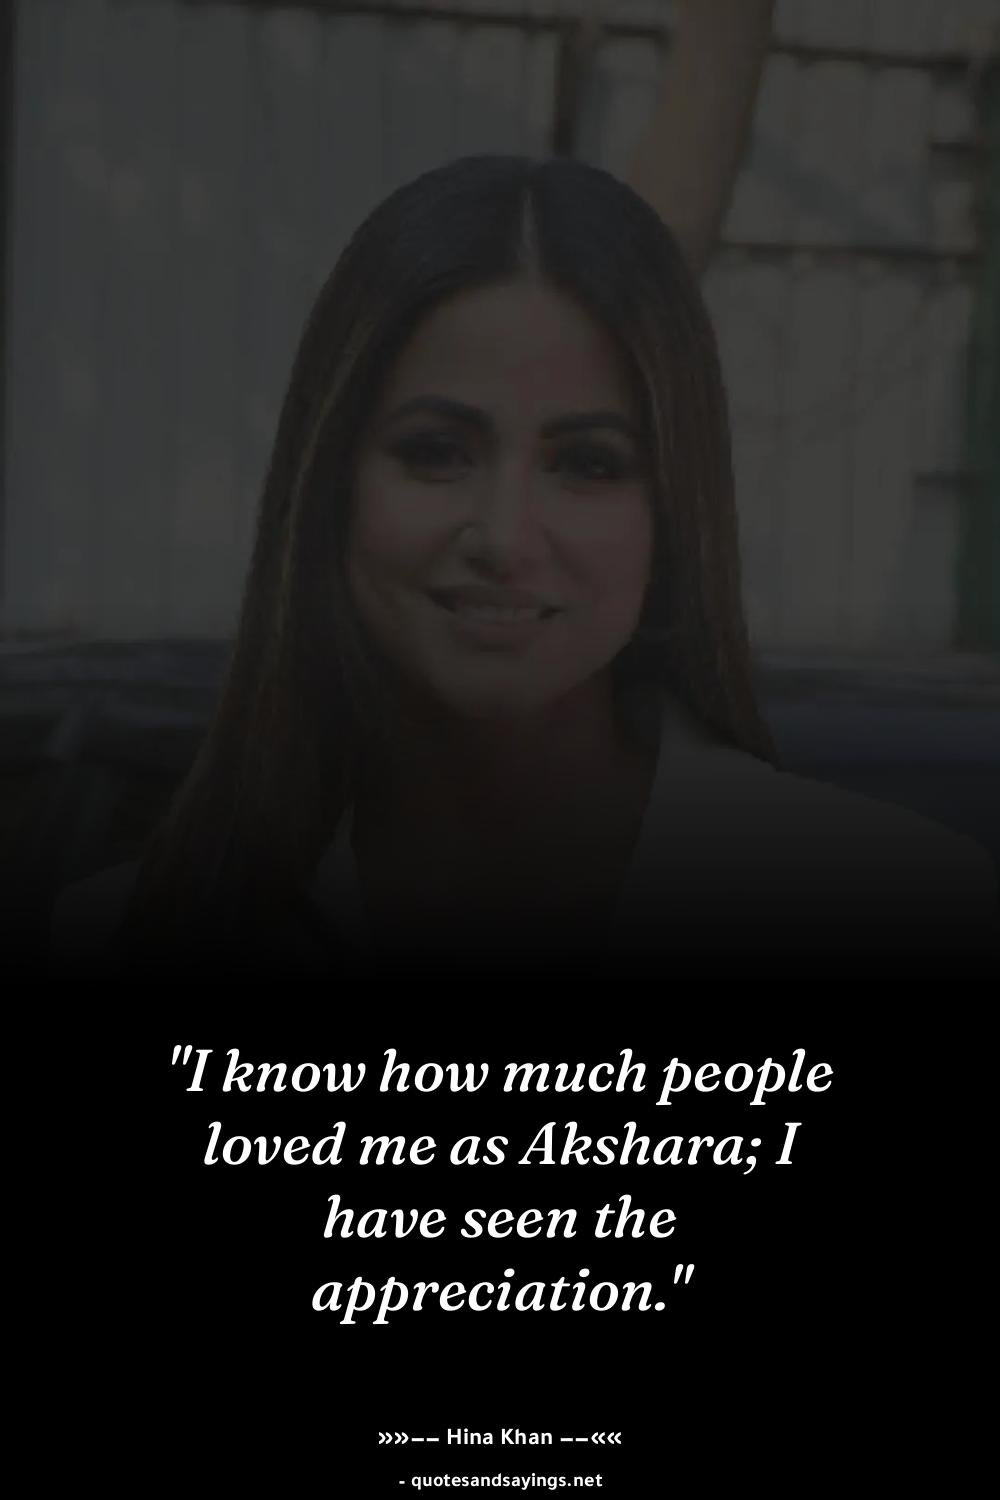 "I know how much people
loved me as Akshara; I
have seen the
appreciation."
»»—— Hina Khan ——««
- quotesandsayings.net